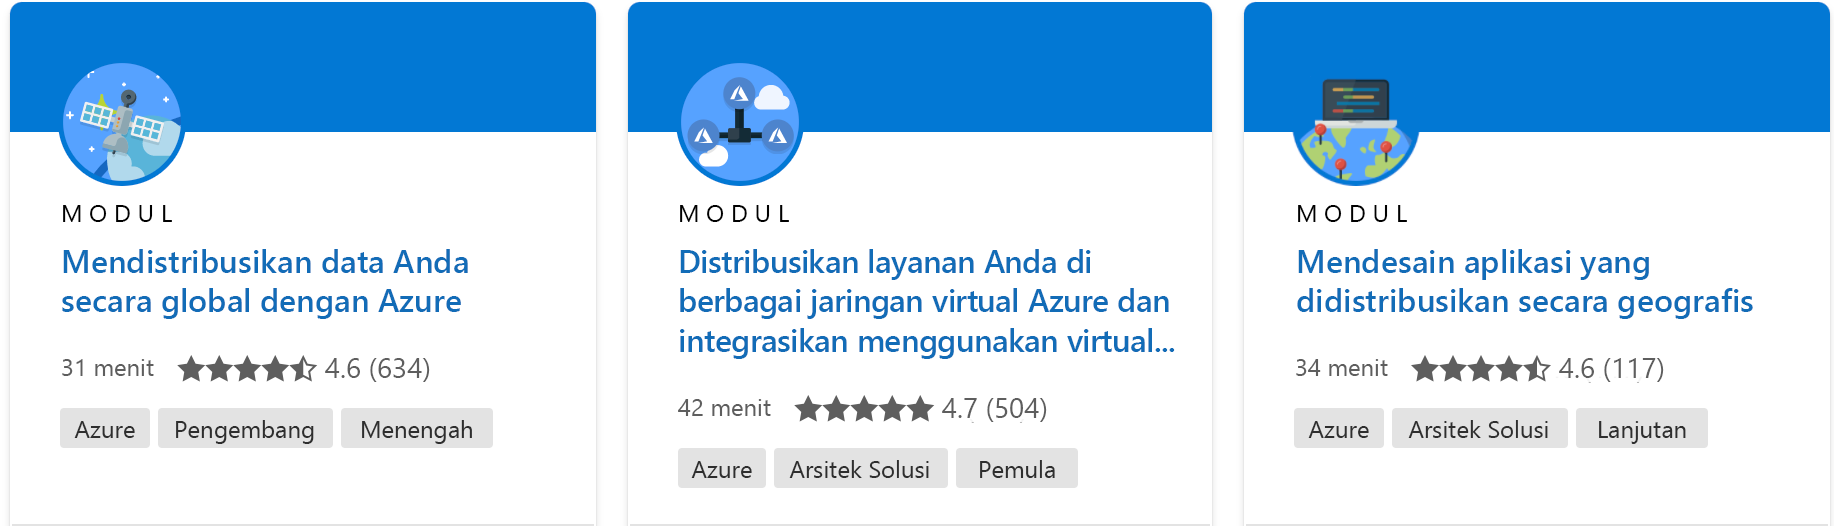 MODUL
Mendistribusikan data Anda
secara global dengan Azure
31 menit 4.6 (634)
Azure Pengembang Menengah
MODUL
Distribusikan layanan Anda di
berbagai jaringan virtual Azure dan
integrasikan menggunakan virtual...
42 menit 4.7 (504)
Azure Arsitek Solusi Pemula
MODUL
Mendesain aplikasi yang
didistribusikan secara geografis
34 menit 4.6 (117)
Azure Arsitek Solusi Lanjutan